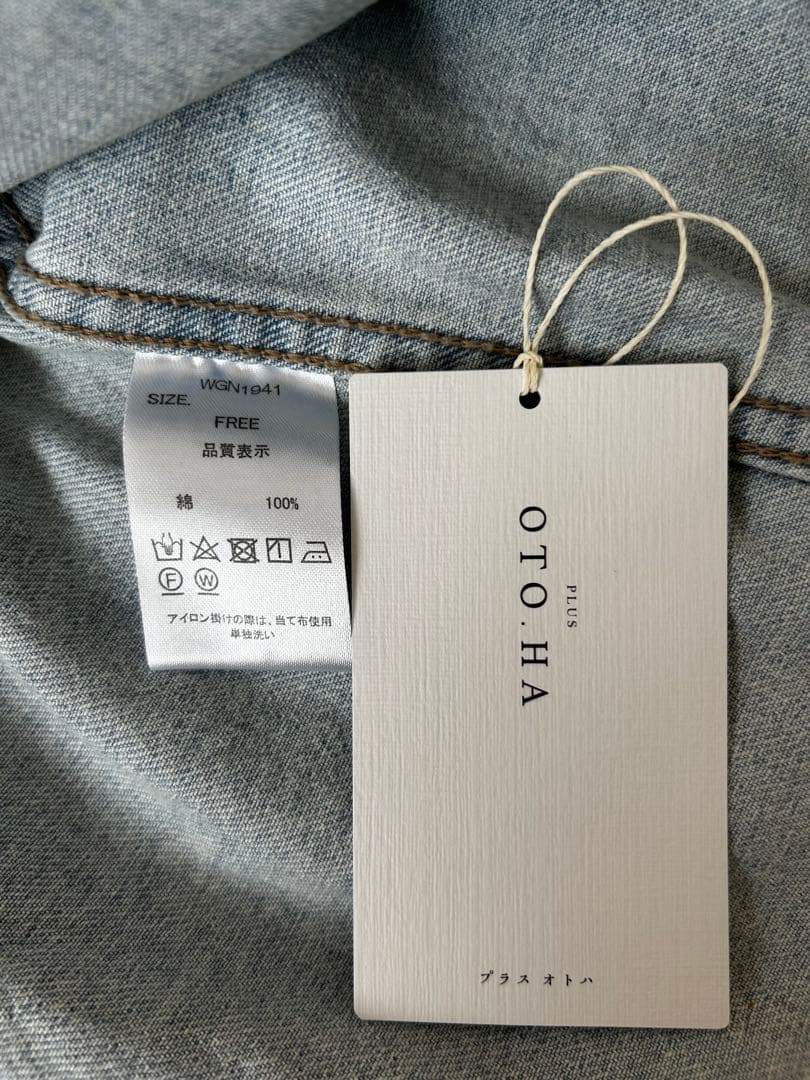 WGN1941
SIZE.
FREE
品質表示
綿 100%
F W
アイロン掛けの際は、当て布使用
単独洗い
OTO.HA
PLUS
プラス オトハ